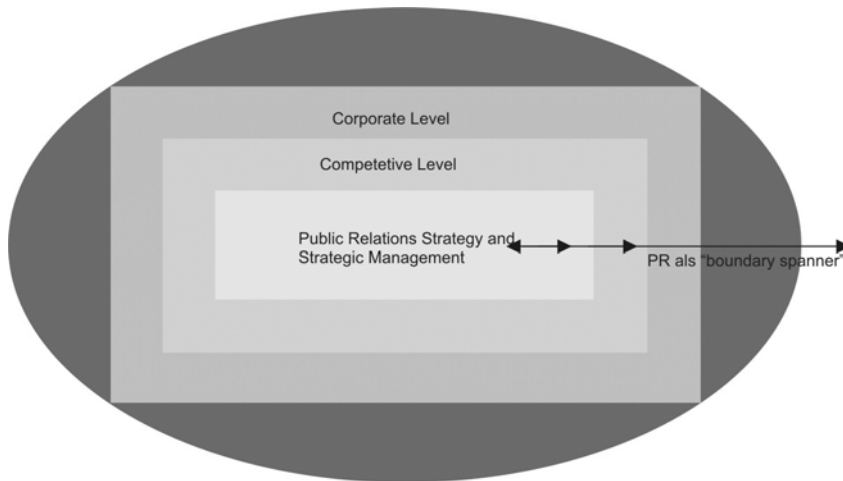 Corporate Level
Competetive Level
Public Relations Strategy and
Strategic Management
PR als “boundary spanner”